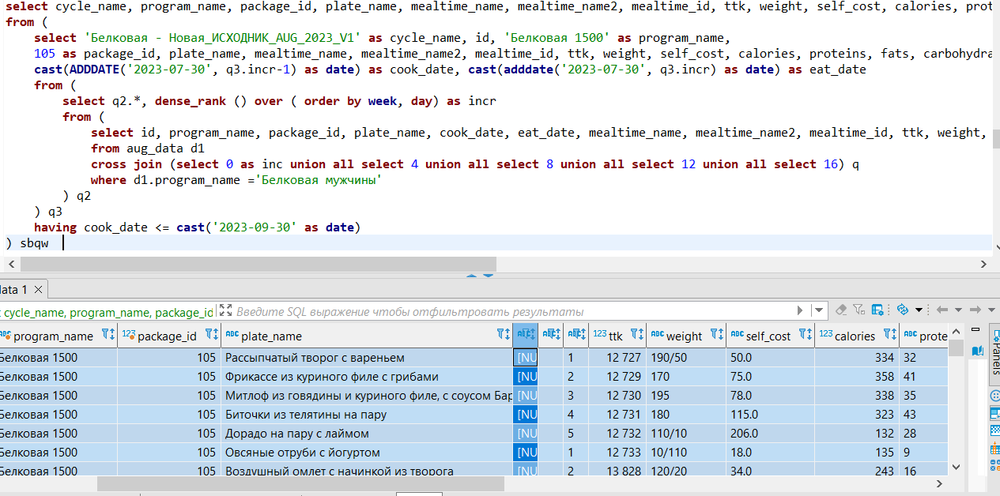 select cycle_name, program_name, package_id, plate_name, mealtime_name, mealtime_name2, mealtime_id, ttk, weight, self_cost, calories, prot
from (
select 'Белковая - Новая_ИСХОДНИК_AUG_2023_V1' as cycle_name, id, 'Белковая 1500' as program_name,
105 as package_id, plate_name, mealtime_name, mealtime_name2, mealtime_id, ttk, weight, self_cost, calories, proteins, fats, carbohydra
cast(ADDDATE('2023-07-30', q3.incr-1) as date) as cook_date, cast(adddate('2023-07-30', q3.incr) as date) as eat_date
from (
select q2.*, dense_rank () over ( order by week, day) as incr
from (
select id, program_name, package_id, plate_name, cook_date, eat_date, mealtime_name, mealtime_name2, mealtime_id, ttk, weight,
from aug_data d1
cross join (select 0 as inc union all select 4 union all select 8 union all select 12 union all select 16) q
where d1.program_name ='Белковая мужчины'
) q2
) q3
having cook_date <= cast('2023-09-30' as date)
) sbqw
lata 1
cycle_name, program_name, package_id Введите SQL выражение чтобы отфильтровать результаты
ABC program_name 123 package_id ABC plate_name ABC ABC ABC 123 ttk ABC weight ABC self_cost 123 calories ABC prote
Белковая 1500 105 Рассыпчатый творог с вареньем [NU 1 12 727 190/50 50.0 334 32
Белковая 1500 105 Фрикассе из куриного филе с грибами [NU 2 12 729 170 75.0 358 41
Белковая 1500 105 Митлоф из говядины и куриного филе, с соусом Бар [NU 3 12 730 195 78.0 338 35
Белковая 1500 105 Биточки из телятины на пару [NU 4 12 731 180 115.0 323 43
Белковая 1500 105 Дорадо на пару с лаймом [NU 5 12 732 110/10 206.0 132 28
Белковая 1500 105 Овсяные отруби с йогуртом [NU 1 12 733 10/110 18.0 135 9
Белковая 1500 105 Воздушный омлет с начинкой из творога [NU 2 13 828 120/20 34.0 243 16
Panels